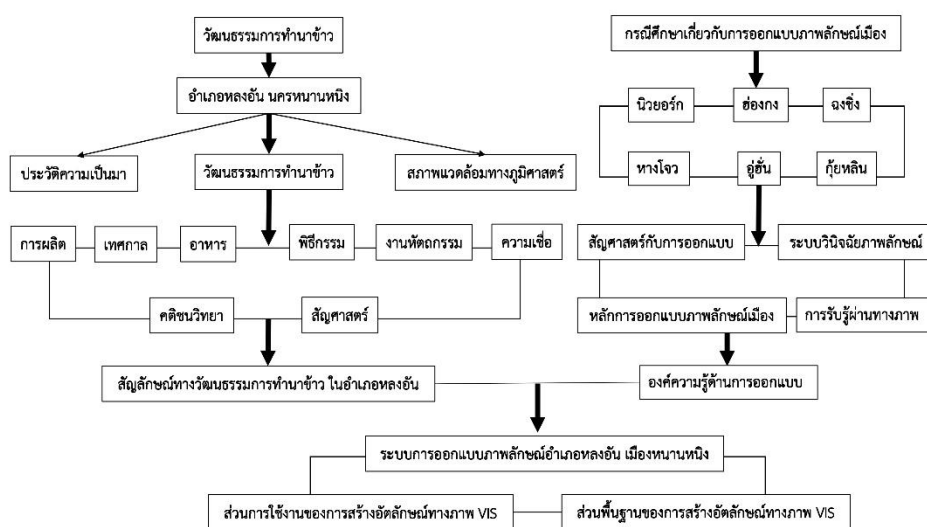 วัฒนธรรมการทำนาข้าว
กรณีศึกษาเกี่ยวกับการออกแบบภาพลักษณ์เมือง
อำเภอหลงอัน นครหนานหนิง
นิวยอร์ก
ฮ่องกง
ฉงชิ่ง
ประวัติความเป็นมา
วัฒนธรรมการทำนาข้าว
สภาพแวดล้อมทางภูมิศาสตร์
หางโจว
อู่ฮั่น
กุ้ยหลิน
การผลิต
เทศกาล
อาหาร
พิธีกรรม
งานหัตถกรรม
ความเชื่อ
สัญศาสตร์กับการออกแบบ
ระบบวินิจฉัยภาพลักษณ์
คติชนวิทยา
สัญศาสตร์
หลักการออกแบบภาพลักษณ์เมือง
การรับรู้ผ่านทางภาพ
สัญลักษณ์ทางวัฒนธรรมการทำนาข้าว ในอำเภอหลงอัน
องค์ความรู้ด้านการออกแบบ
ระบบการออกแบบภาพลักษณ์อำเภอหลงอัน เมืองหนานหนิง
ส่วนการใช้งานของการสร้างอัตลักษณ์ทางภาพ VIS
ส่วนพื้นฐานของการสร้างอัตลักษณ์ทางภาพ VIS